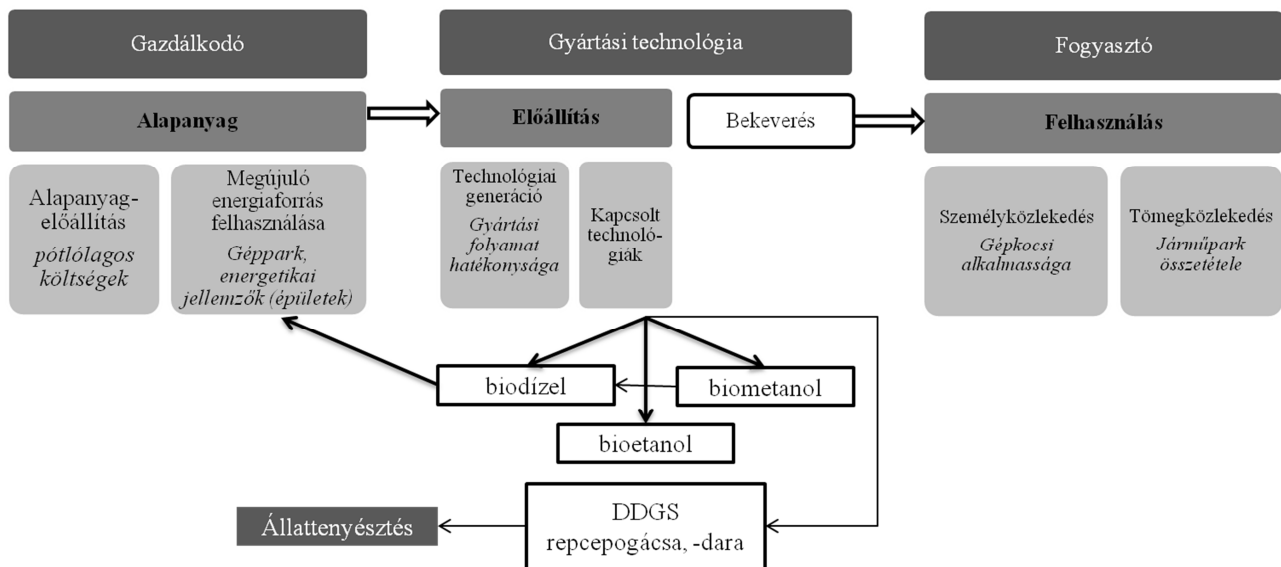 Gazdálkodó
Gyártási technológia
Fogyasztó
Alapanyag
Előállítás
Bekeverés
Felhasználás
Alapanyag-
előállítás
pótlólagos
költségek
Megújuló
energiaforrás
felhasználása
Géppark,
energetikai
jellemzők (épületek)
Technológiai
generáció
Gyártási
folyamat
hatékonysága
Kapcsolt
technoló-
giák
Személyközlekedés
Gépkocsi
alkalmassága
Tömegközlekedés
Járműpark
összetétele
biodízel
biometanol
bioetanol
Állattenyésztés
DDGS
repcepogácsa, -dara